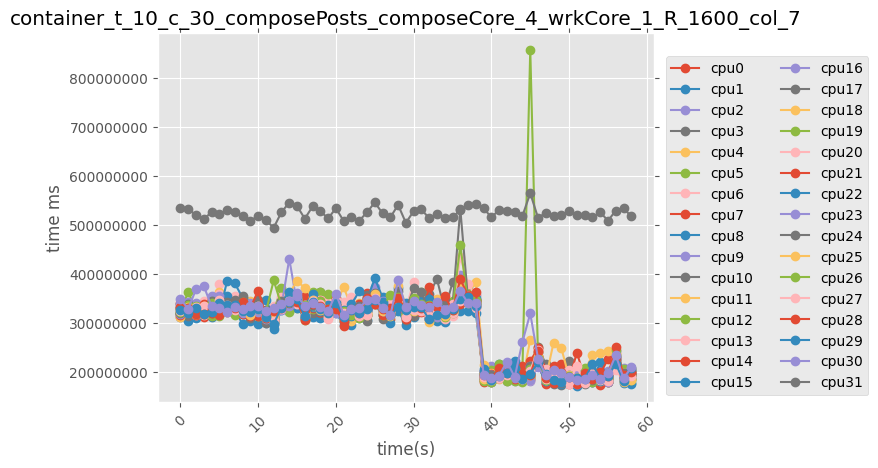 container_t_10_c_30_composePosts_composeCore_4_wrkCore_1_R_1600_col_7
800000000
700000000
600000000
500000000
400000000
300000000
200000000
time ms
0
10
20
30
40
50
60
time(s)
cpu0
cpu1
cpu2
cpu3
cpu4
cpu5
cpu6
cpu7
cpu8
cpu9
cpu10
cpu11
cpu12
cpu13
cpu14
cpu15
cpu16
cpu17
cpu18
cpu19
cpu20
cpu21
cpu22
cpu23
cpu24
cpu25
cpu26
cpu27
cpu28
cpu29
cpu30
cpu31